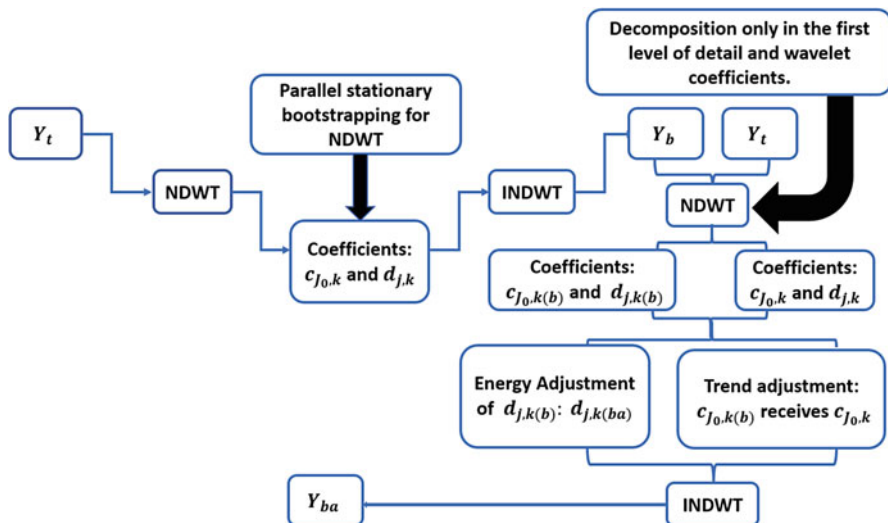 Decomposition only in the first
level of detail and wavelet
coefficients.
Parallel stationary
bootstrapping for
NDWT
Y_t
Y_b
Y_t
NDWT
INDWT
NDWT
Coefficients:
c_{J_0,k} and d_{j,k}
Coefficients:
c_{J_0,k(b)} and d_{j,k(b)}
Coefficients:
c_{J_0,k} and d_{j,k}
Energy Adjustment
of d_{j,k(b)}: d_{j,k(ba)}
Trend adjustment:
c_{J_0,k(b)} receives c_{J_0,k}
Y_{ba}
INDWT